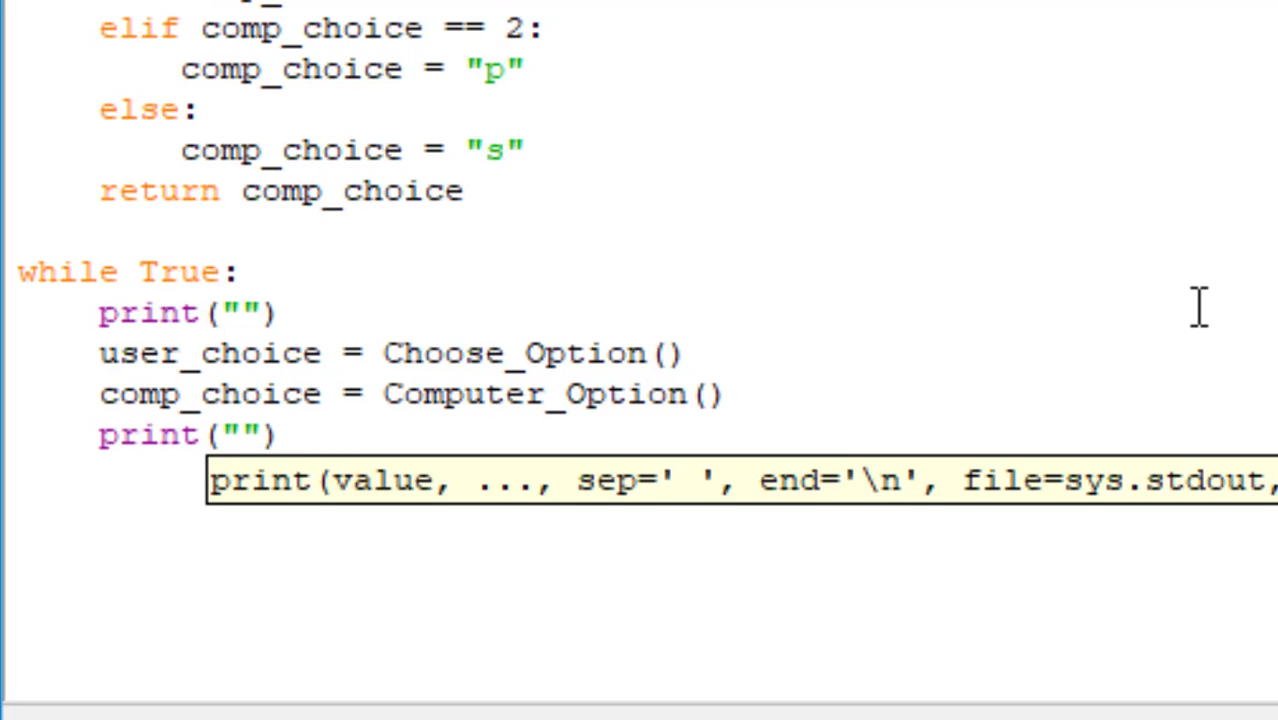 elif comp_choice == 2:
comp_choice = "p"
else:
comp_choice = "s"
return comp_choice
while True:
print("")
user_choice = Choose_Option()
comp_choice = Computer_Option()
print("")
print(value, ..., sep=' ', end='\n', file=sys.stdout,